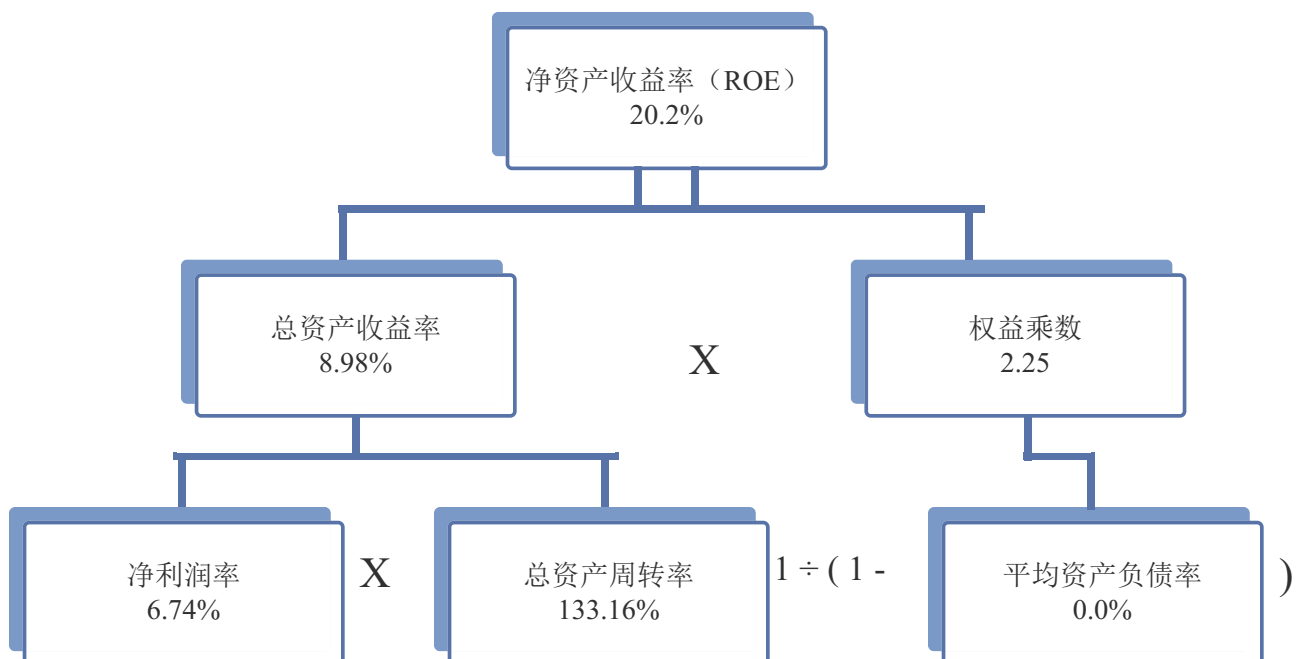 净资产收益率（ROE）
20.2%
总资产收益率
8.98%
X
权益乘数
2.25
净利润率
6.74%
X
总资产周转率
133.16%
1 ÷ ( 1 -
平均资产负债率
0.0%
)